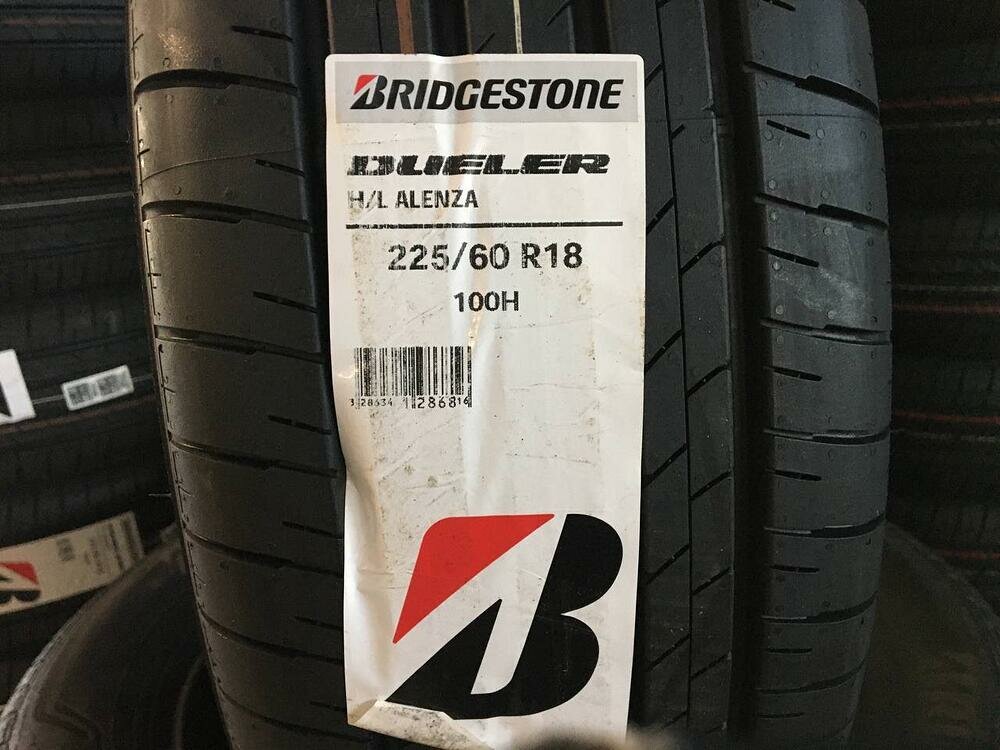 BRIDGESTONE
DUELER
H/L ALENZA
225/60 R18
100H